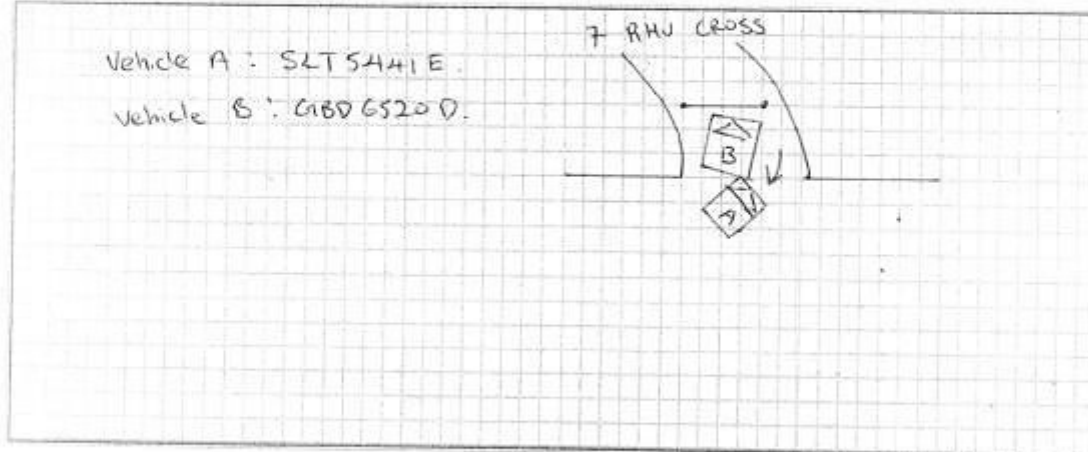 7 RHU CROSS
Vehicle A : SLT5441E.
Vehicle B : GBD6520D.
B
A